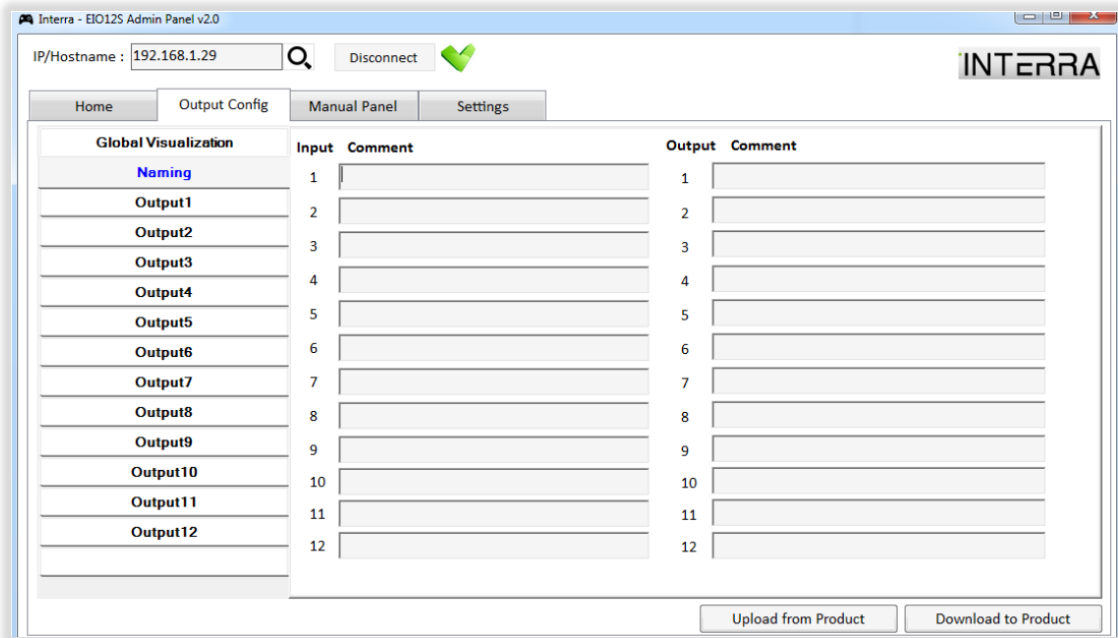 Interra - EIO12S Admin Panel v2.0
IP/Hostname : 192.168.1.29 Disconnect
INTERRA
Home Output Config Manual Panel Settings
Global Visualization
Naming
Output1
Output2
Output3
Output4
Output5
Output6
Output7
Output8
Output9
Output10
Output11
Output12
Input Comment
1
2
3
4
5
6
7
8
9
10
11
12
Output Comment
1
2
3
4
5
6
7
8
9
10
11
12
Upload from Product Download to Product